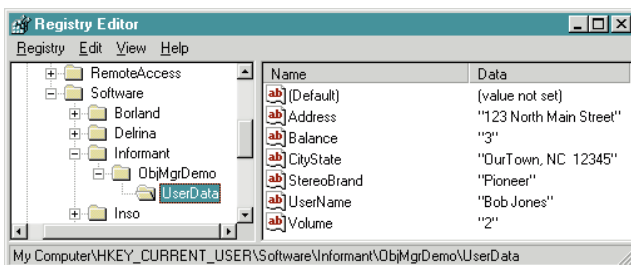 Registry Editor
Registry Edit View Help
RemoteAccess
Software
Borland
Delrina
Informant
ObjMgrDemo
UserData
Inso
Name Data
ab (Default) (value not set)
ab Address "123 North Main Street"
ab Balance "3"
ab CityState "OurTown, NC 12345"
ab StereoBrand "Pioneer"
ab UserName "Bob Jones"
ab Volume "2"
My Computer\HKEY_CURRENT_USER\Software\Informant\ObjMgrDemo\UserData